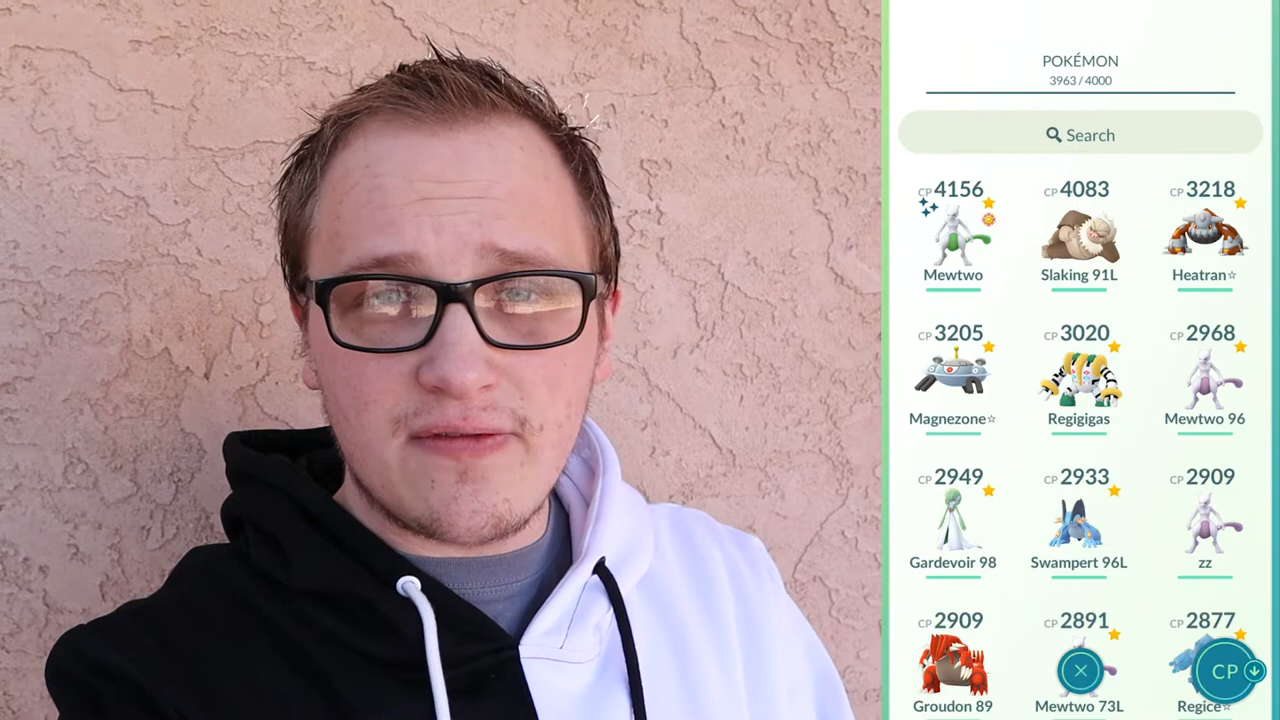 POKÉMON
3963 / 4000
Search
CP 4156 CP 4083 CP 3218
Mewtwo Slaking 91L Heatran☆
CP 3205 CP 3020 CP 2968
Magnezone☆ Regigigas Mewtwo 96
CP 2949 CP 2933 CP 2909
Gardevoir 98 Swampert 96L zz
CP 2909 CP 2891 CP 2877
CP
Groudon 89 Mewtwo 73L Regice☆